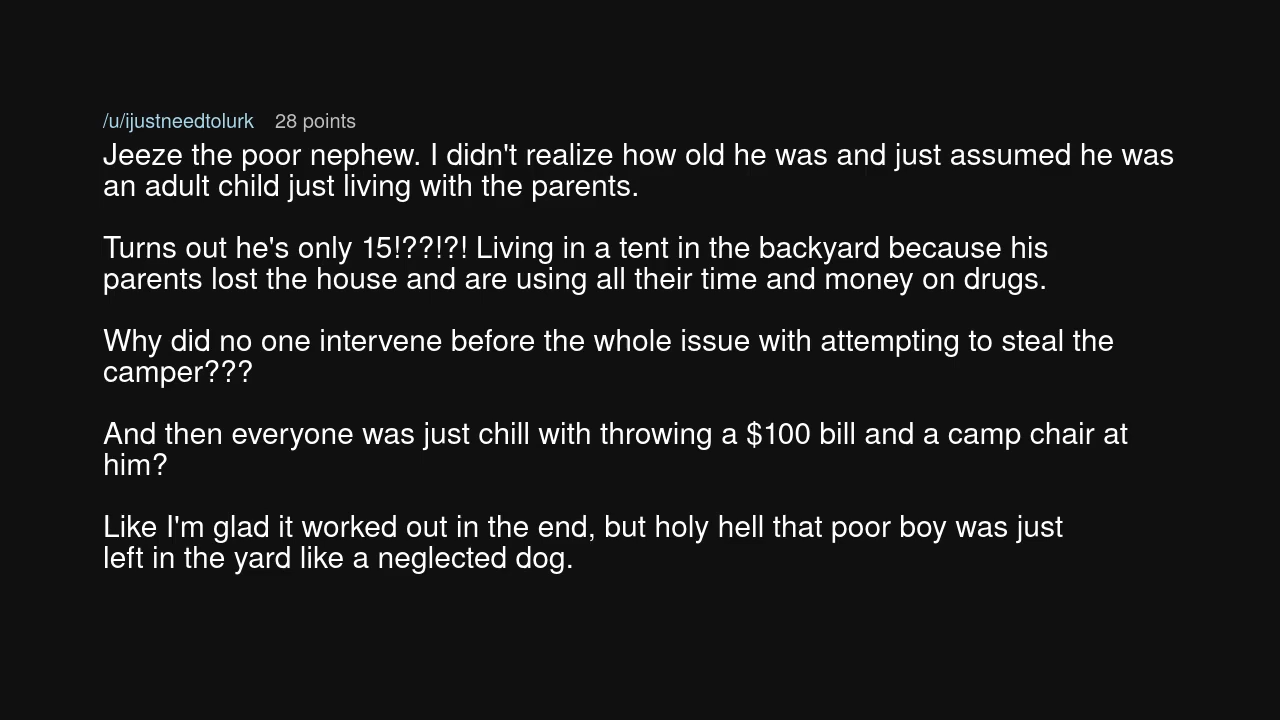 /u/ijustneedtolurk 28 points
Jeeze the poor nephew. I didn't realize how old he was and just assumed he was
an adult child just living with the parents.
Turns out he's only 15!??!?! Living in a tent in the backyard because his
parents lost the house and are using all their time and money on drugs.
Why did no one intervene before the whole issue with attempting to steal the
camper???
And then everyone was just chill with throwing a $100 bill and a camp chair at
him?
Like I'm glad it worked out in the end, but holy hell that poor boy was just
left in the yard like a neglected dog.